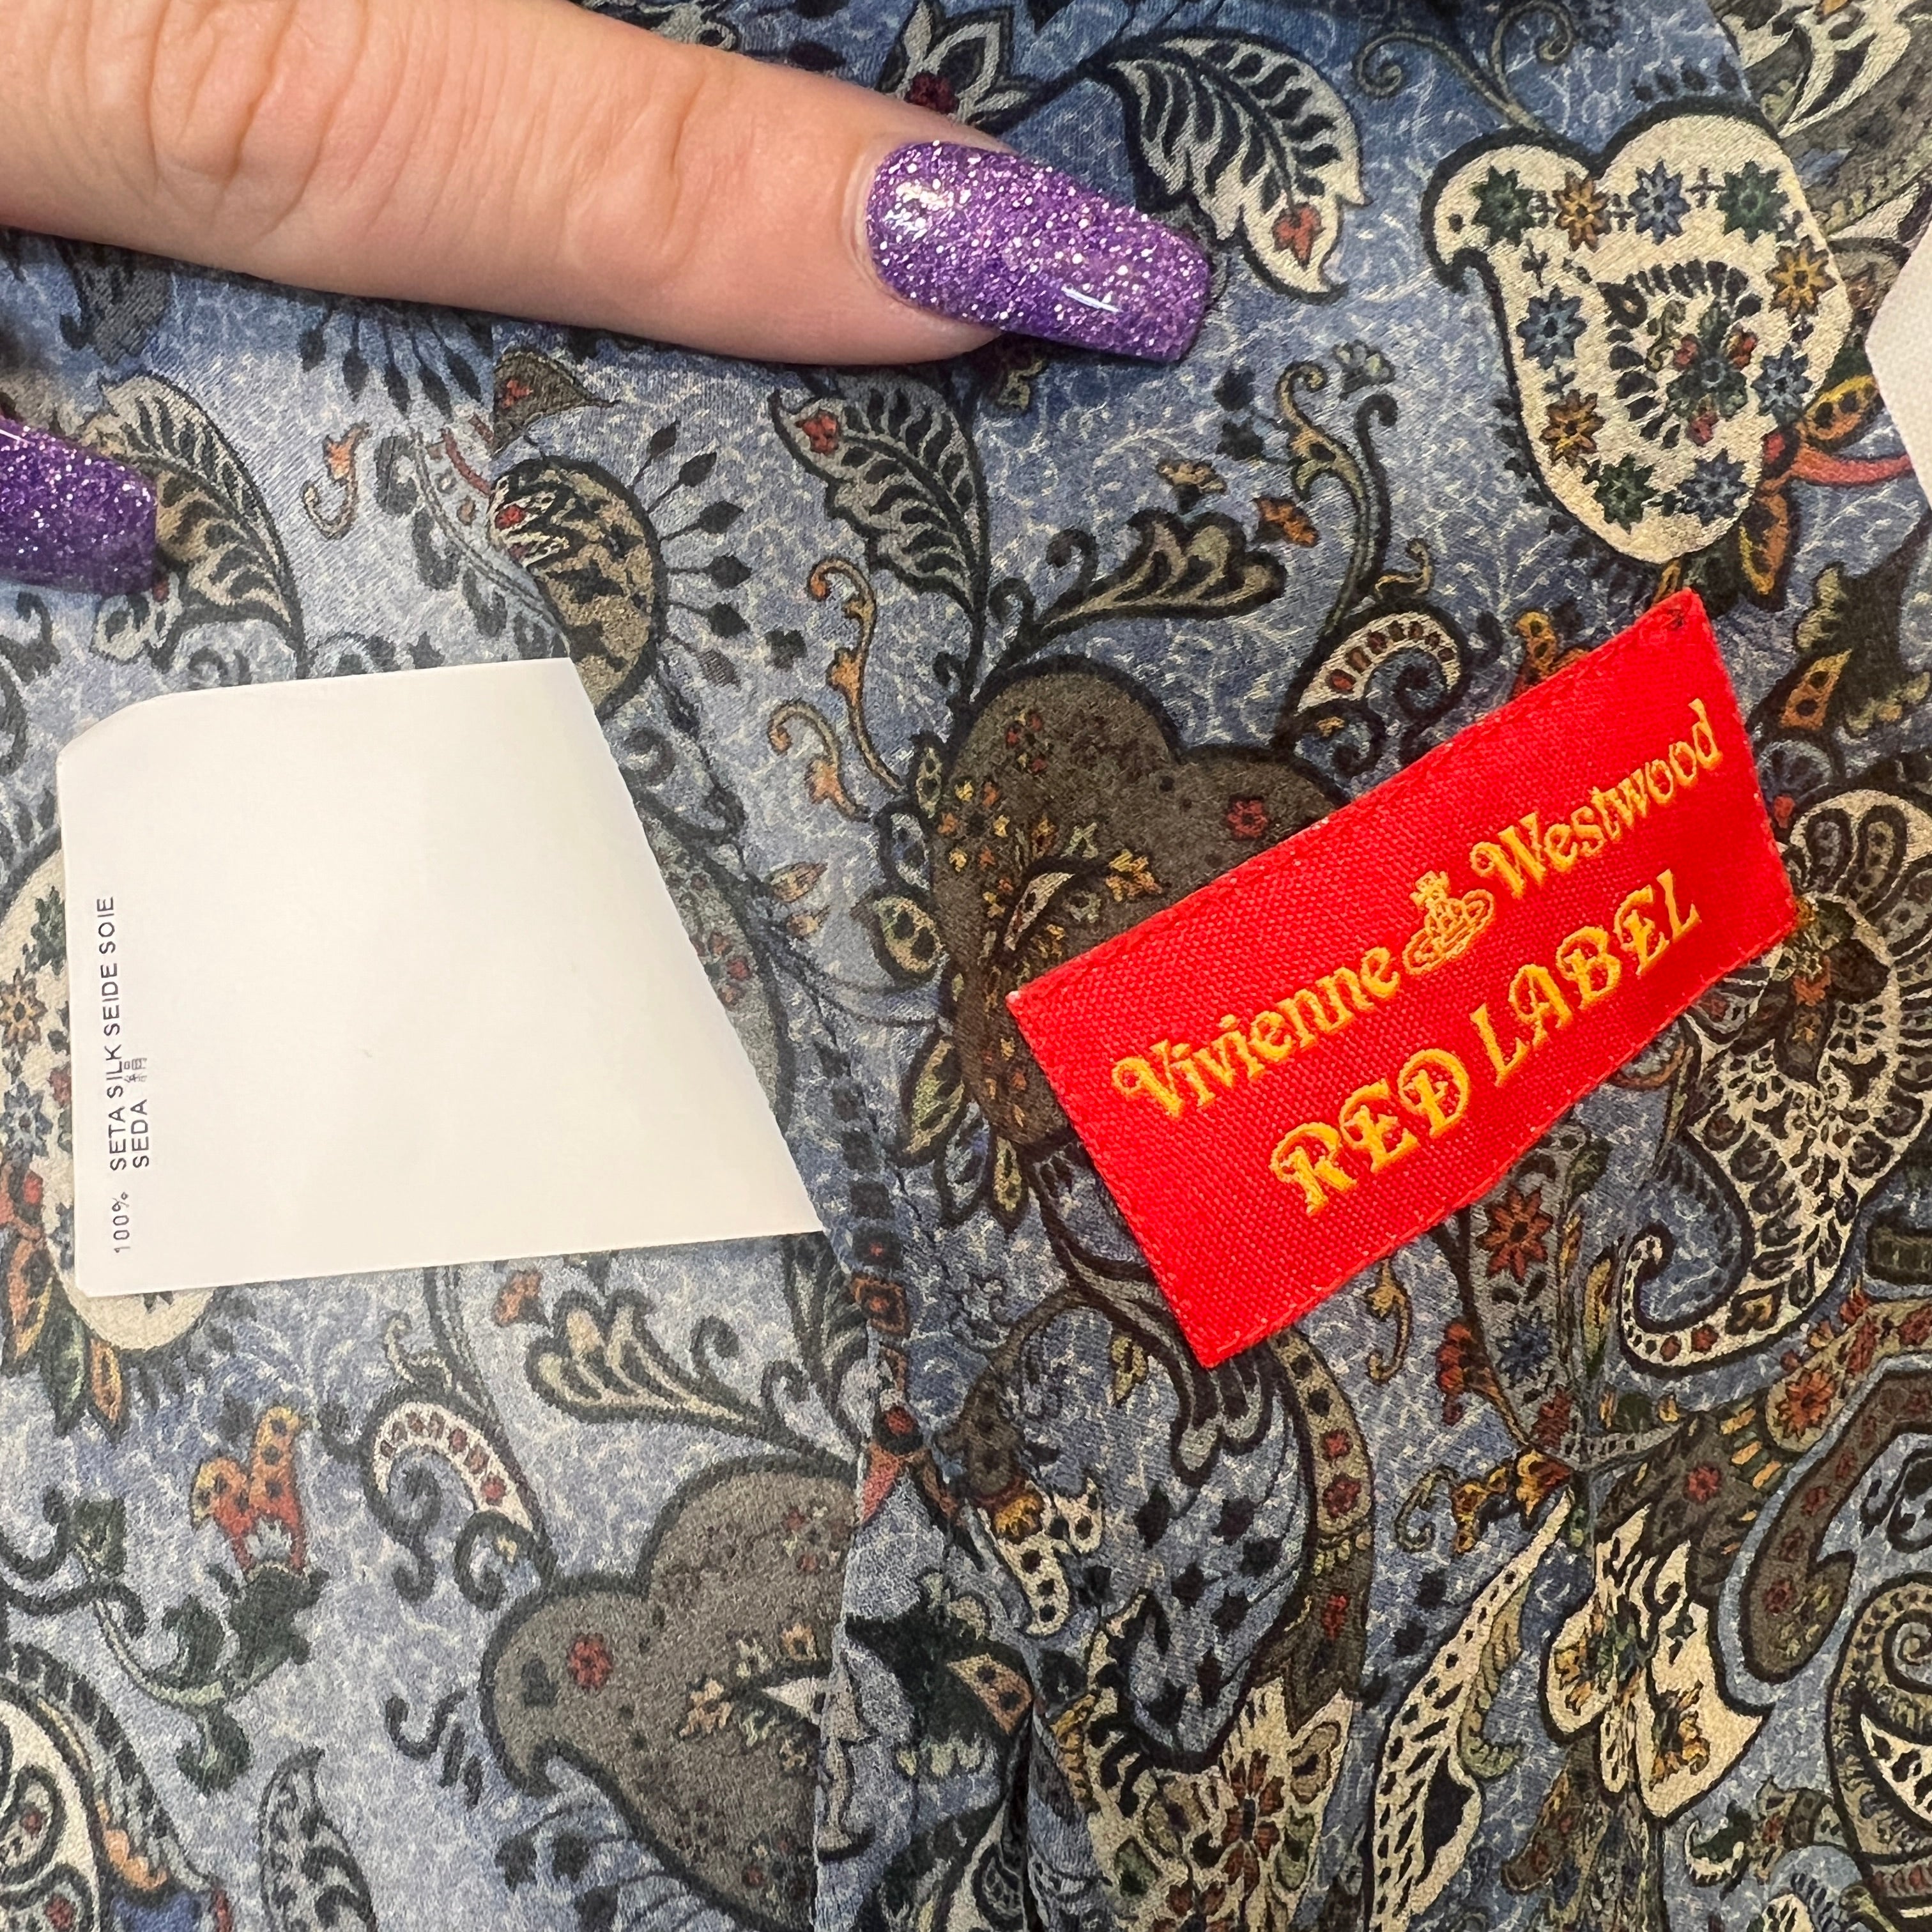 100% SETA SILK SEIDE SOIE
SEDA 絹
Vivienne Westwood
RED LABEL